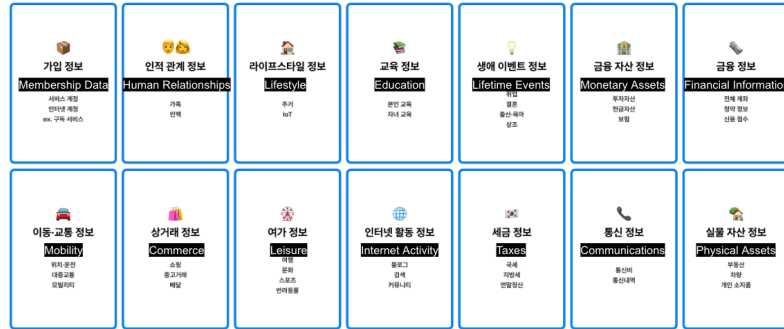 가입 정보
Membership Data
서비스 계정
인터넷 계정
ex. 구독 서비스
인적 관계 정보
Human Relationships
가족
인맥
라이프스타일 정보
Lifestyle
주거
IoT
교육 정보
Education
본인 교육
자녀 교육
생애 이벤트 정보
Lifetime Events
취업
결혼
출산·육아
상조
금융 자산 정보
Monetary Assets
투자자산
현금자산
보험
금융 정보
Financial Information
전체 계좌
청약 정보
신용 점수
이동·교통 정보
Mobility
위치·운전
대중교통
모빌리티
상거래 정보
Commerce
쇼핑
중고거래
배달
여가 정보
Leisure
여행
문화
스포츠
반려동물
인터넷 활동 정보
Internet Activity
블로그
검색
커뮤니티
세금 정보
Taxes
국세
지방세
연말정산
통신 정보
Communications
통신비
통신내역
실물 자산 정보
Physical Assets
부동산
차량
개인 소지품